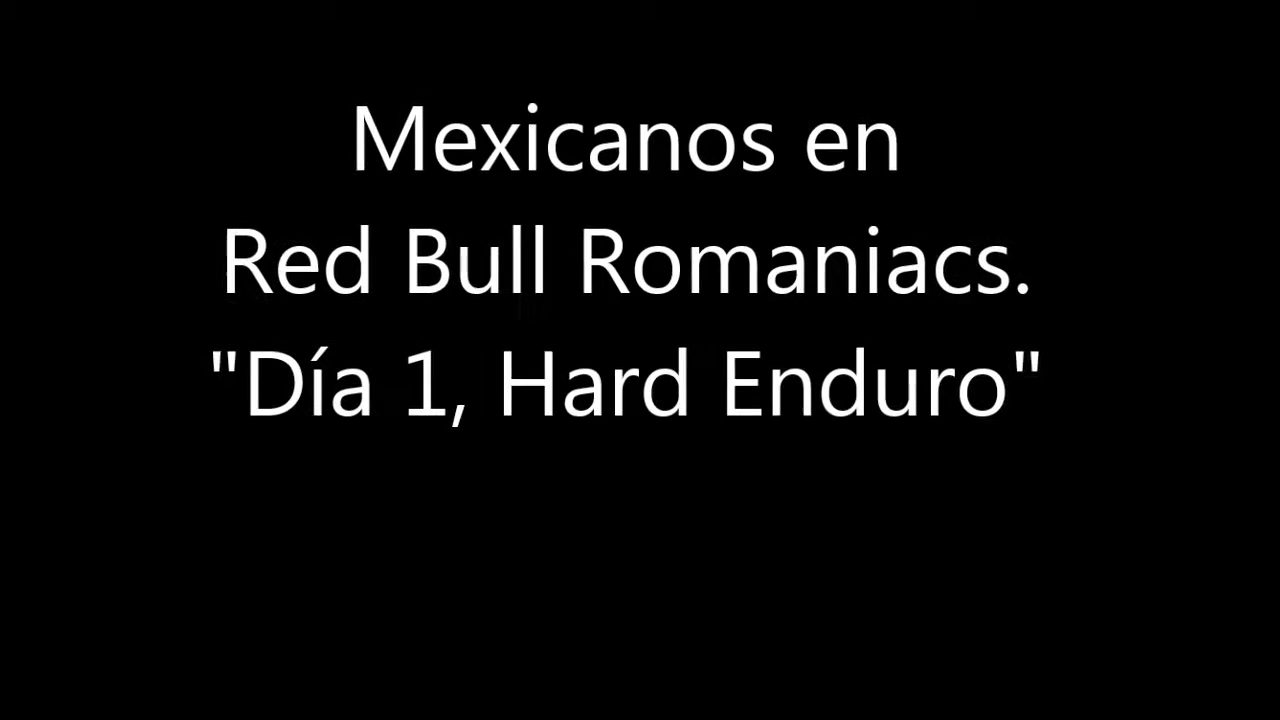 Mexicanos en
Red Bull Romaniacs.
"Día 1, Hard Enduro"